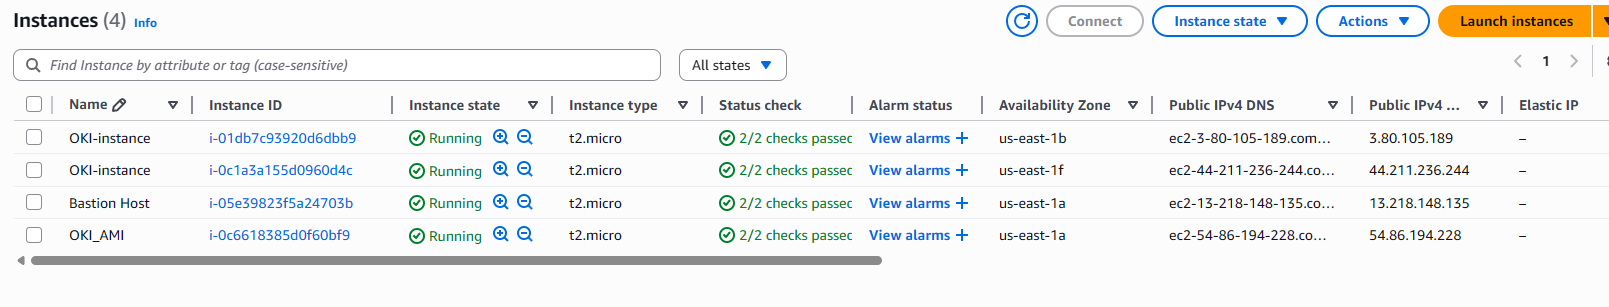 Instances (4) Info Connect Instance state Actions Launch instances
Find Instance by attribute or tag (case-sensitive) All states 1
Name Instance ID Instance state Instance type Status check Alarm status Availability Zone Public IPv4 DNS Public IPv4 ... Elastic IP
OKI-instance i-01db7c93920d6dbb9 Running t2.micro 2/2 checks passed View alarms + us-east-1b ec2-3-80-105-189.com... 3.80.105.189 –
OKI-instance i-0c1a3a155d0960d4c Running t2.micro 2/2 checks passed View alarms + us-east-1f ec2-44-211-236-244.co... 44.211.236.244 –
Bastion Host i-05e39823f5a24703b Running t2.micro 2/2 checks passed View alarms + us-east-1a ec2-13-218-148-135.co... 13.218.148.135 –
OKI_AMI i-0c6618385d0f60bf9 Running t2.micro 2/2 checks passed View alarms + us-east-1a ec2-54-86-194-228.co... 54.86.194.228 –